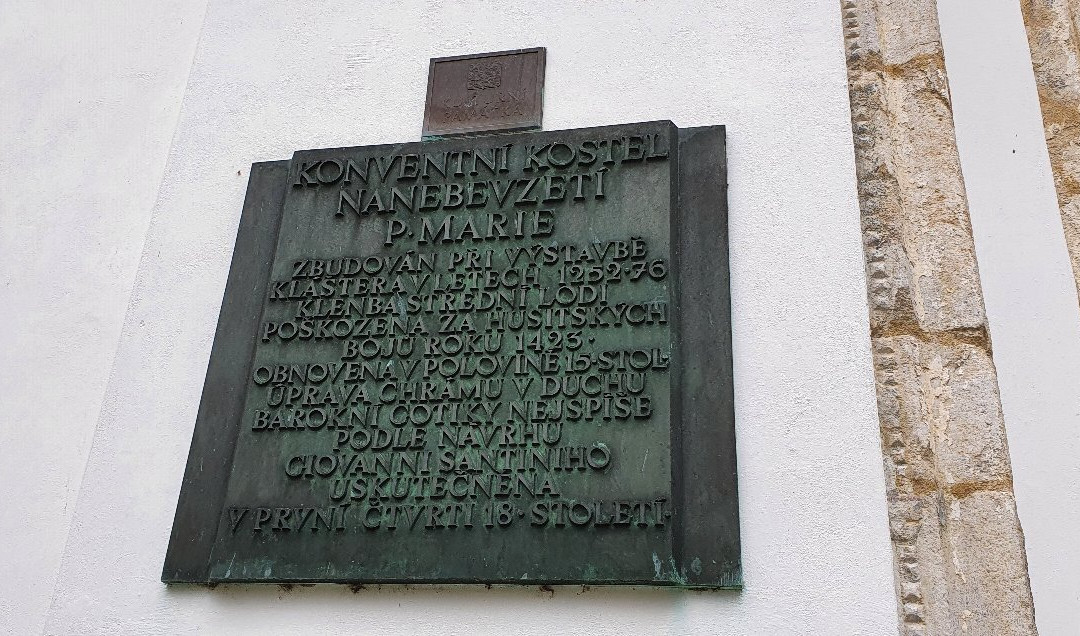 KONVENTNÍ KOSTEL
NANEBEVZETÍ
P. MARIE
ZBUDOVÁN PŘI VÝSTAVBĚ
KLÁŠTERA V LETECH 1252-76
KLENBA STŘEDNÍ LODI
POŠKOZENA ZA HUSITSKÝCH
BOJŮ ROKU 1423.
OBNOVENA V POLOVINĚ 15. STOL.
ÚPRAVA CHRÁMU V DUCHU
BAROKNÍ GOTIKY NEJSPÍŠE
PODLE NÁVRHU
GIOVANNI SANTINIHO
USKUTEČNĚNA
V PRVNÍ ČTVRTI 18. STOLETÍ.